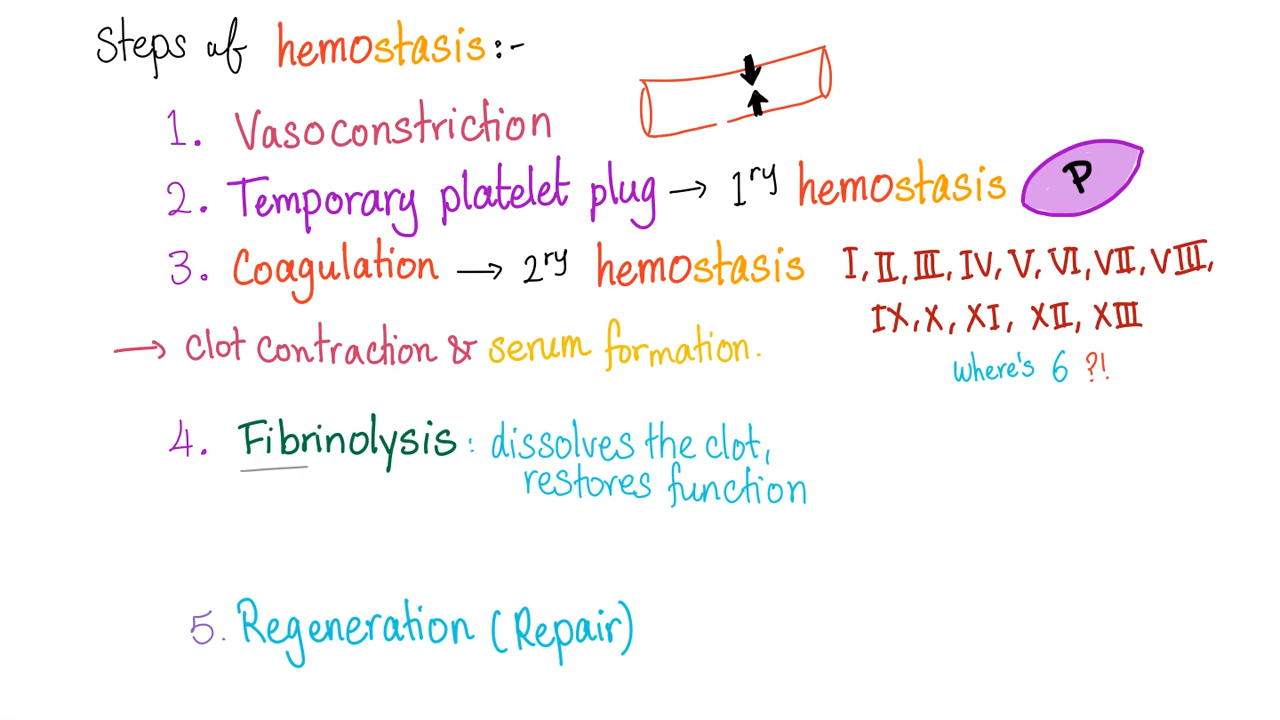 Steps of hemostasis:-
1. Vasoconstriction
2. Temporary platelet plug → 1ry hemostasis P
3. Coagulation → 2ry hemostasis I, II, III, IV, V, VI, VII, VIII,
IX, X, XI, XII, XIII
→ Clot contraction & serum formation.
where's 6 ?!
4. Fibrinolysis: dissolves the clot,
restores function
5. Regeneration (Repair)